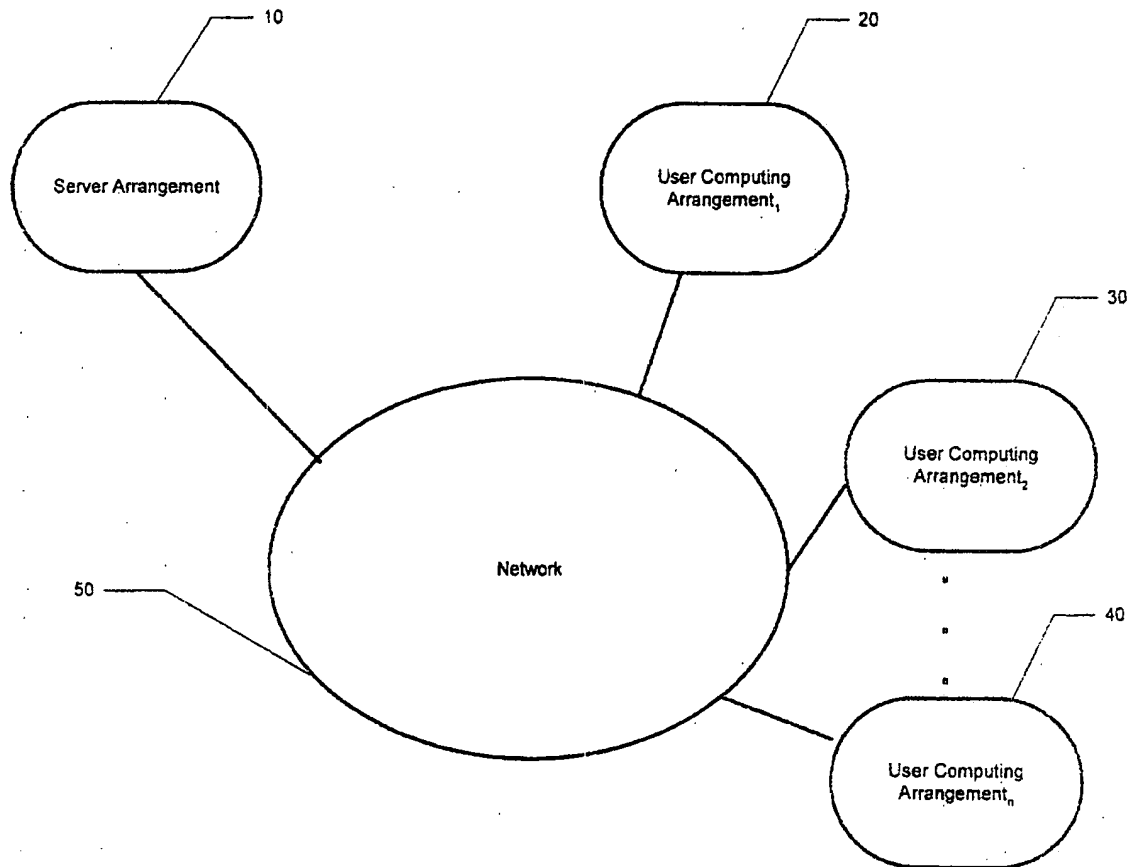 10
20
Server Arrangement
User Computing
Arrangement₁
30
User Computing
Arrangement₂
Network
50
40
User Computing
Arrangementₙ